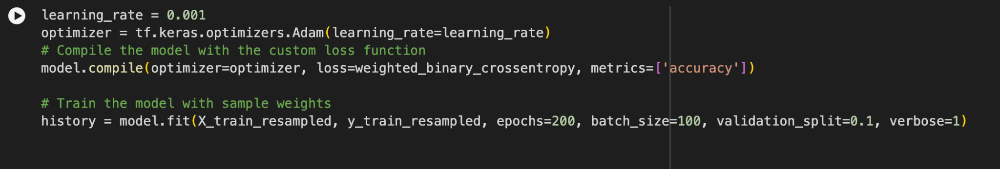 learning_rate = 0.001
optimizer = tf.keras.optimizers.Adam(learning_rate=learning_rate)
# Compile the model with the custom loss function
model.compile(optimizer=optimizer, loss=weighted_binary_crossentropy, metrics=['accuracy'])
# Train the model with sample weights
history = model.fit(X_train_resampled, y_train_resampled, epochs=200, batch_size=100, validation_split=0.1, verbose=1)